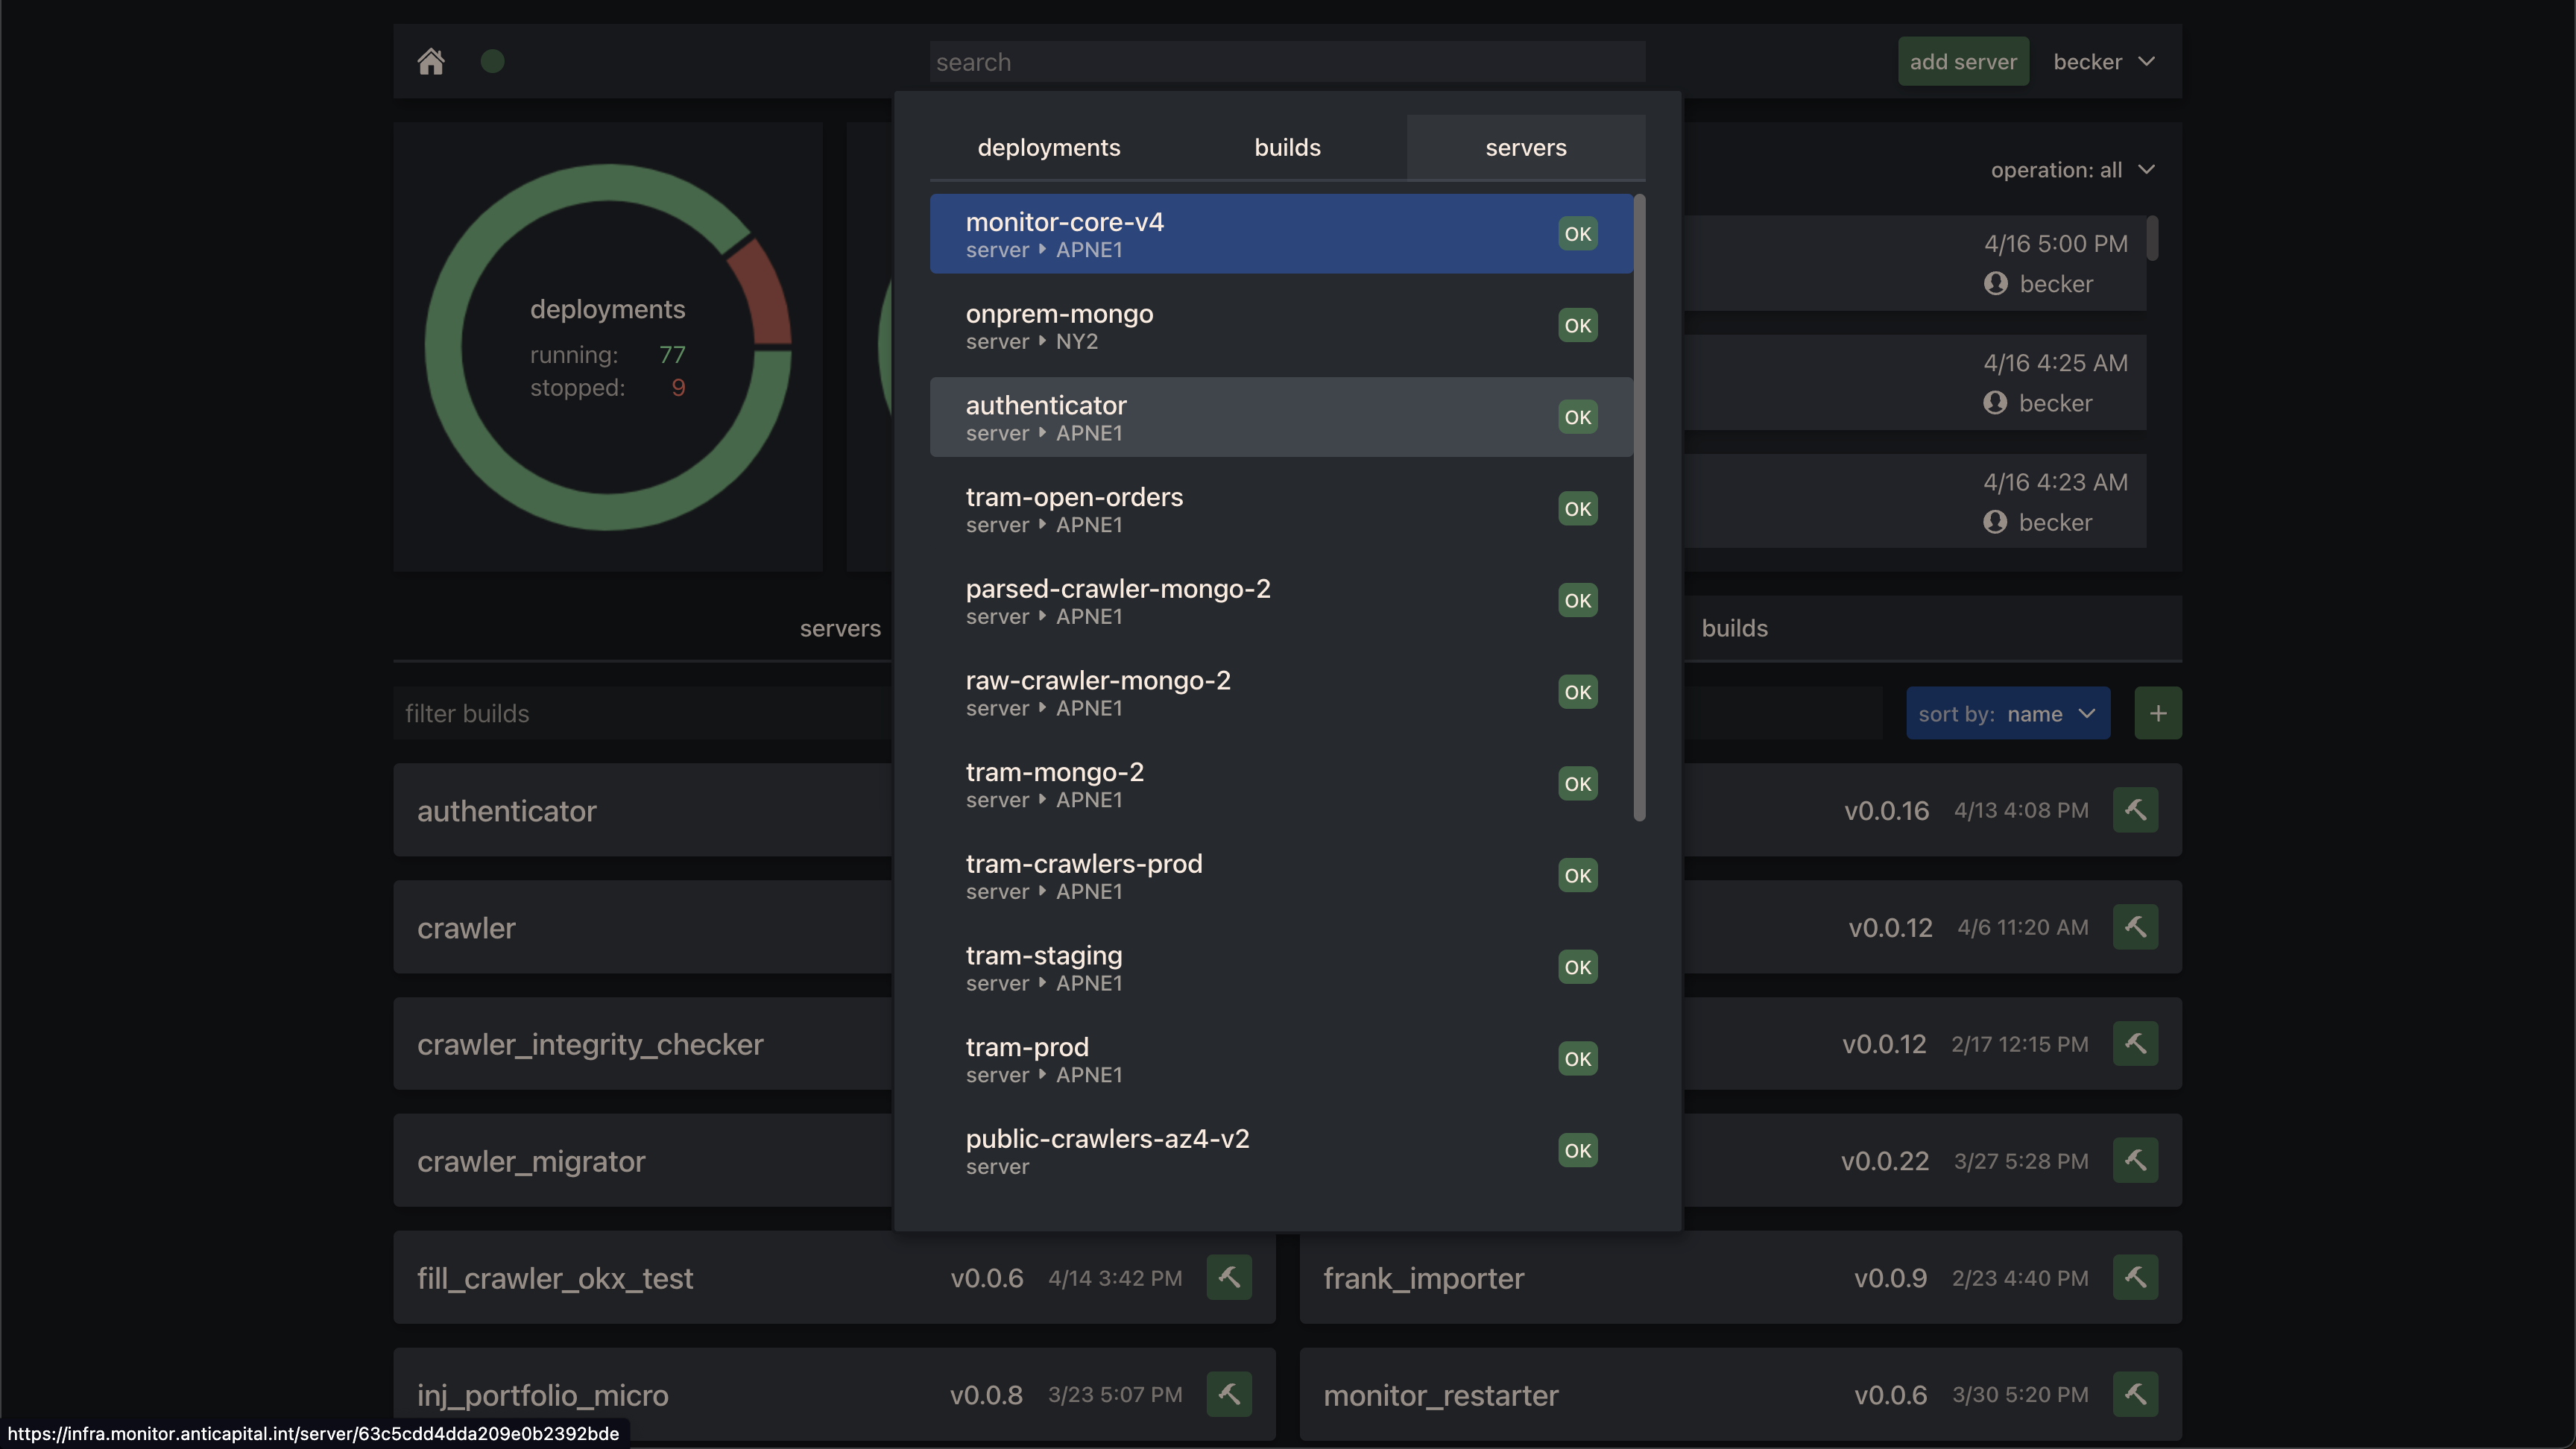 search
add server
becker
deployments
running: 77
stopped: 9
deployments
builds
servers
monitor-core-v4
server APNE1
OK
onprem-mongo
server NY2
OK
authenticator
server APNE1
OK
tram-open-orders
server APNE1
OK
parsed-crawler-mongo-2
server APNE1
OK
raw-crawler-mongo-2
server APNE1
OK
tram-mongo-2
server APNE1
OK
tram-crawlers-prod
server APNE1
OK
tram-staging
server APNE1
OK
tram-prod
server APNE1
OK
public-crawlers-az4-v2
server
OK
operation: all
4/16 5:00 PM
becker
4/16 4:25 AM
becker
4/16 4:23 AM
becker
servers
builds
filter builds
sort by: name
+
authenticator
v0.0.16 4/13 4:08 PM
crawler
v0.0.12 4/6 11:20 AM
crawler_integrity_checker
v0.0.12 2/17 12:15 PM
crawler_migrator
v0.0.22 3/27 5:28 PM
fill_crawler_okx_test v0.0.6 4/14 3:42 PM
frank_importer v0.0.9 2/23 4:40 PM
inj_portfolio_micro v0.0.8 3/23 5:07 PM
monitor_restarter v0.0.6 3/30 5:20 PM
https://infra.monitor.anticapital.int/server/63c5cdd4dda209e0b2392bde